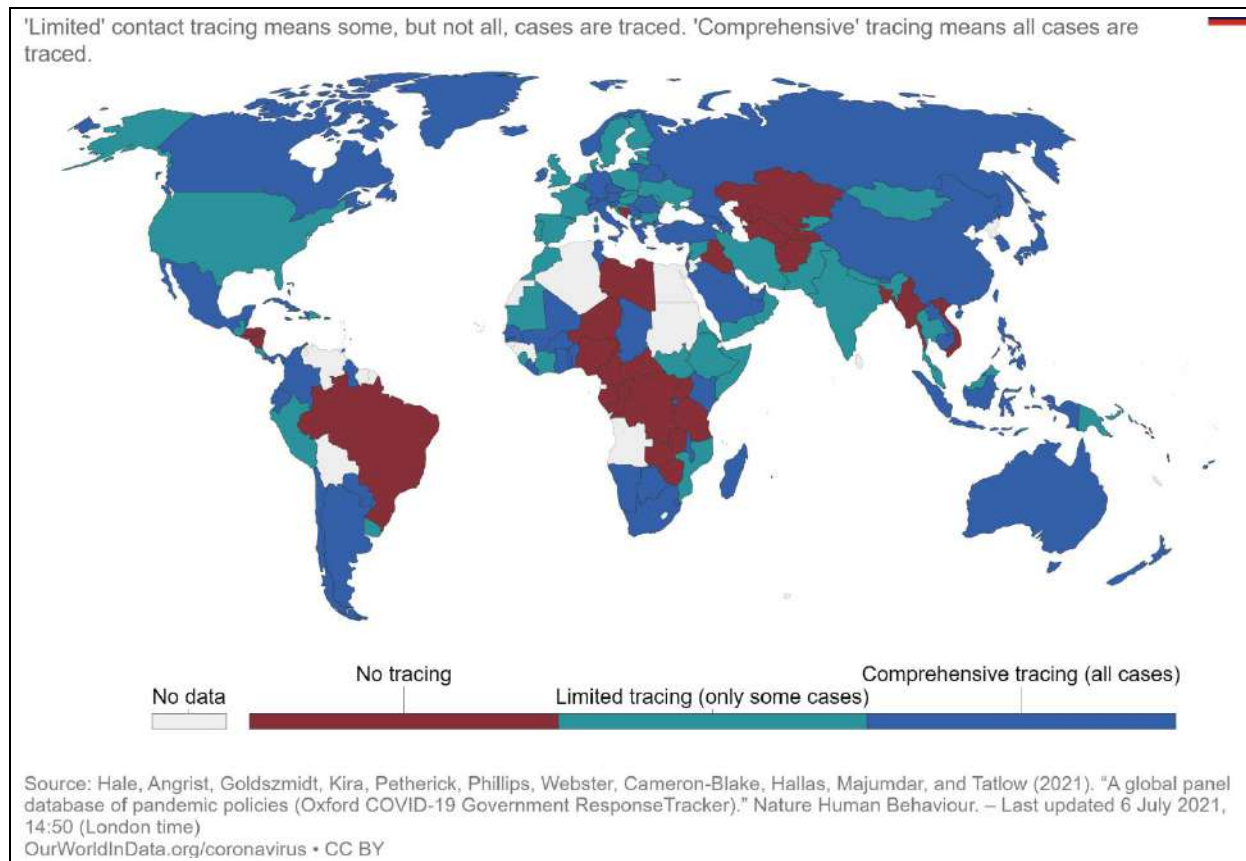 'Limited' contact tracing means some, but not all, cases are traced. 'Comprehensive' tracing means all cases are
traced.
No data
No tracing
Limited tracing (only some cases)
Comprehensive tracing (all cases)
Source: Hale, Angrist, Goldszmidt, Kira, Petherick, Phillips, Webster, Cameron-Blake, Hallas, Majumdar, and Tatlow (2021). "A global panel
database of pandemic policies (Oxford COVID-19 Government ResponseTracker)." Nature Human Behaviour. – Last updated 6 July 2021,
14:50 (London time)
OurWorldInData.org/coronavirus • CC BY